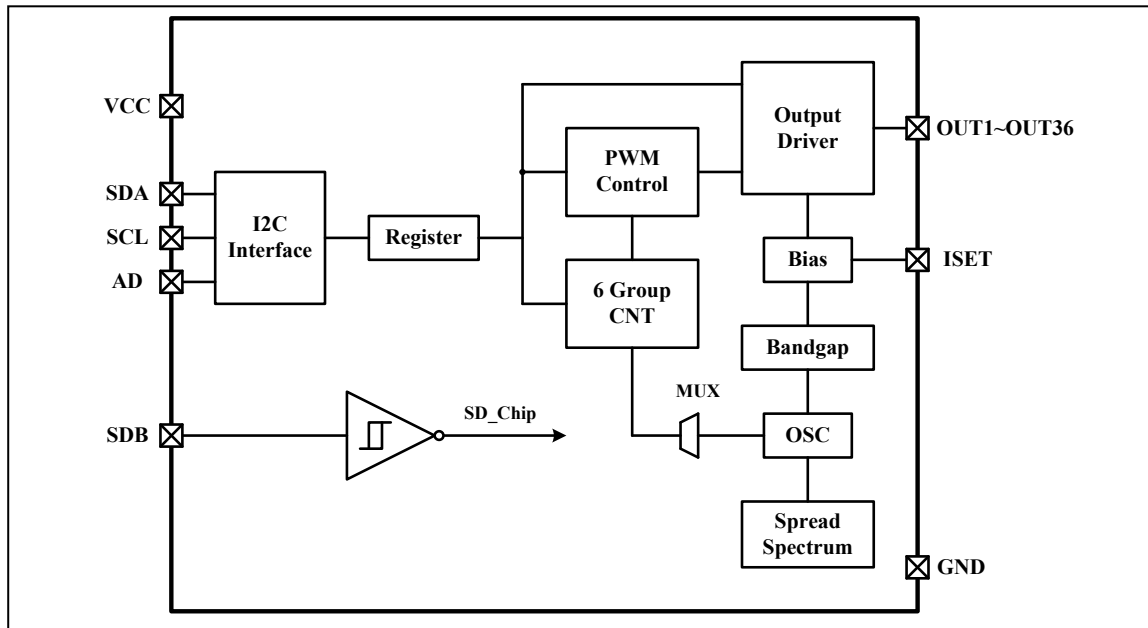 VCC
SDA
SCL
AD
SDB
I2C
Interface
Register
PWM
Control
6 Group
CNT
Output
Driver
Bias
Bandgap
MUX
OSC
Spread
Spectrum
SD_Chip
OUT1~OUT36
ISET
GND